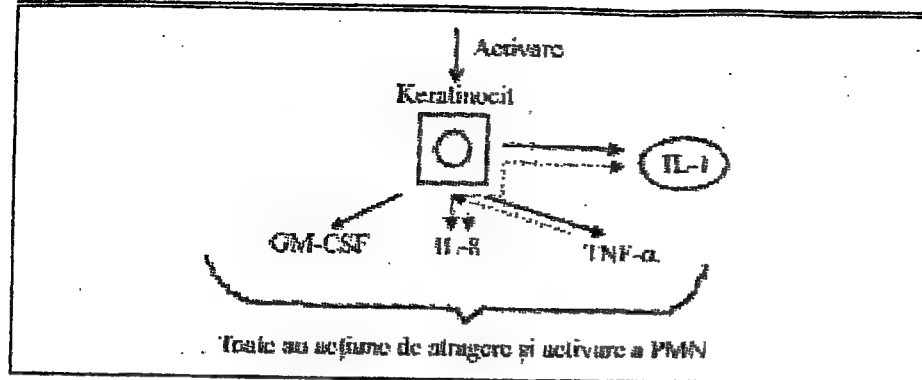 Activare
Keratinocit
IL-1
GM-CSF IL-8 TNF-α
Toate au acțiune de atragere și activare a PMN